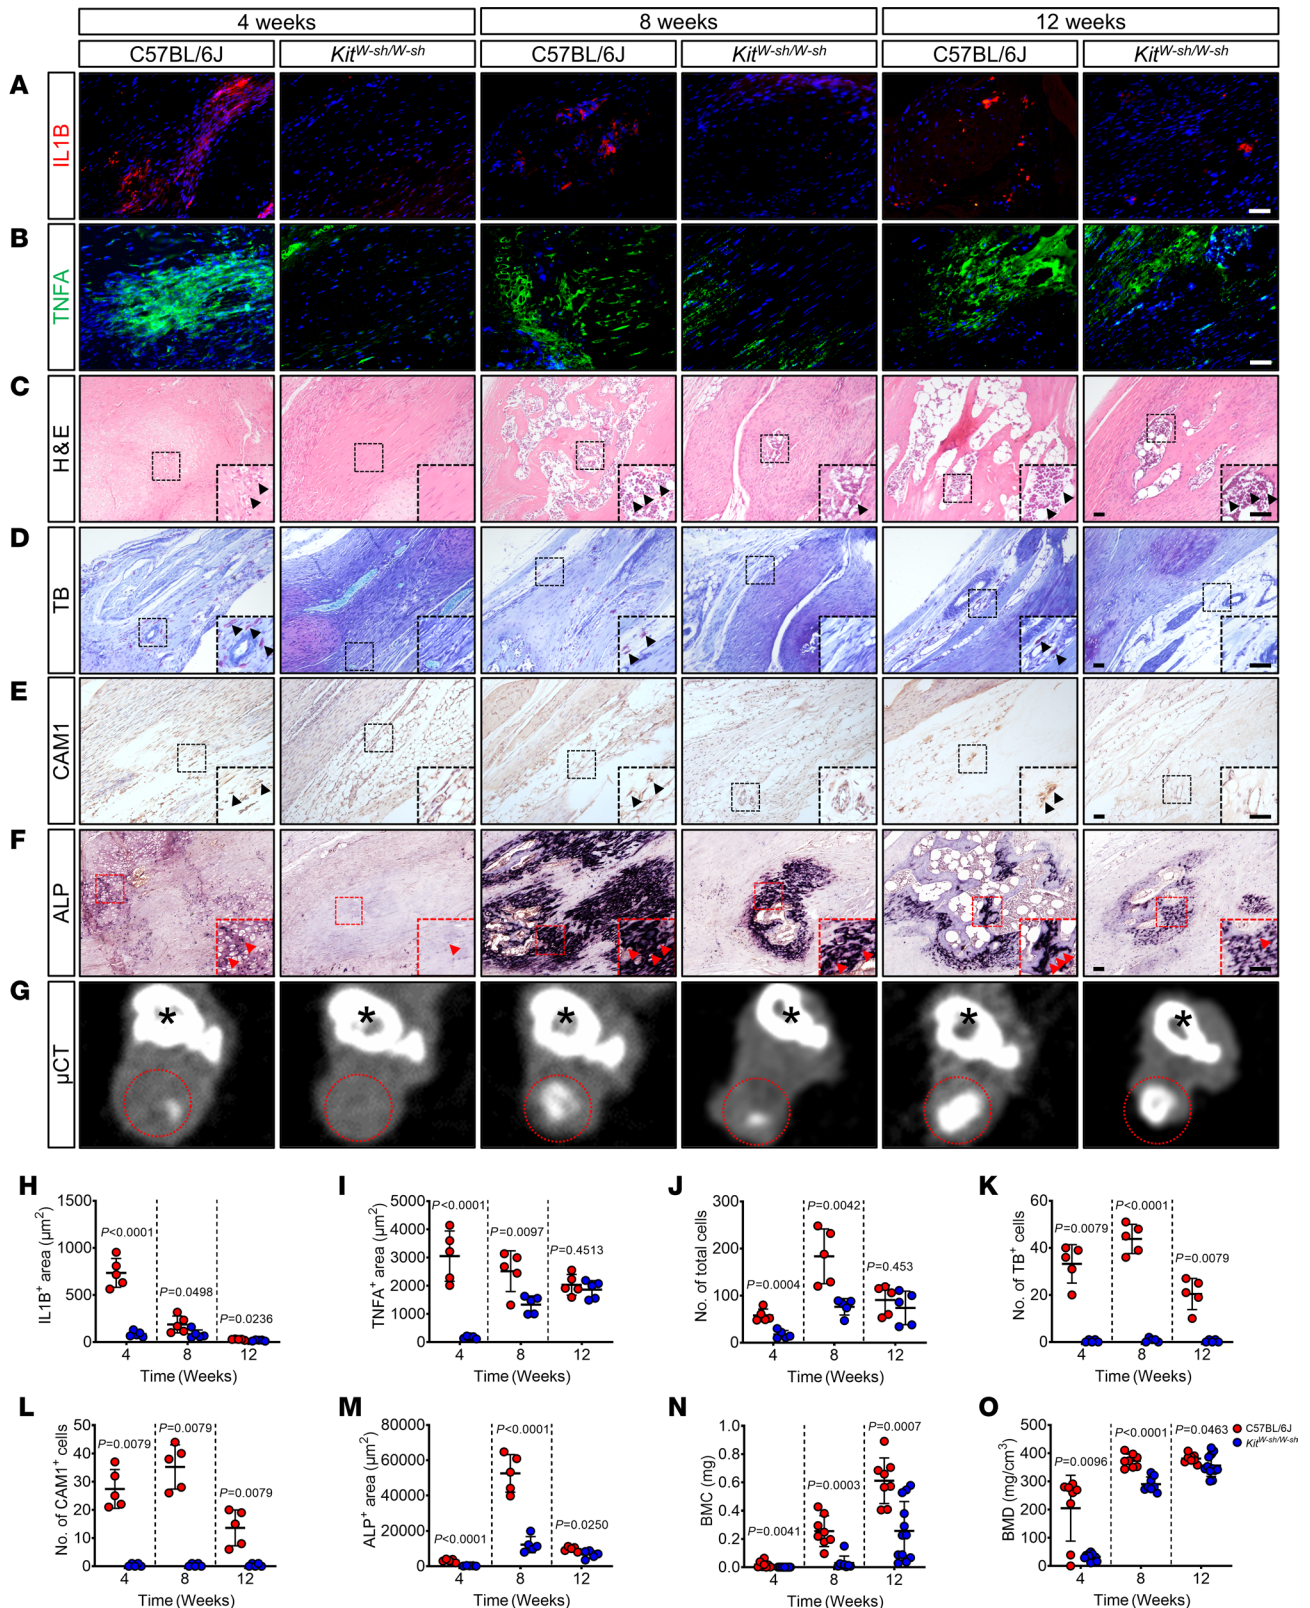 4 weeks 8 weeks 12 weeks
C57BL/6J Kit^W-sh/W-sh C57BL/6J Kit^W-sh/W-sh C57BL/6J Kit^W-sh/W-sh
A IL1B
B TNFA
C H&E
D TB
E CAM1
F ALP
G µCT
* * * * * *
H
IL1B+ area (µm²)
1500
1000
500
0
P<0.0001
P=0.0498
P=0.0236
4 8 12
Time (Weeks)
I
TNFA+ area (µm²)
5000
4000
3000
2000
1000
0
P<0.0001
P=0.0097
P=0.4513
4 8 12
Time (Weeks)
J
No. of total cells
300
200
100
0
P=0.0004
P=0.0042
P=0.453
4 8 12
Time (Weeks)
K
No. of TB+ cells
60
40
20
0
P=0.0079
P<0.0001
P=0.0079
4 8 12
Time (Weeks)
L
No. of CAM1+ cells
50
40
30
20
10
0
P=0.0079
P=0.0079
P=0.0079
4 8 12
Time (Weeks)
M
ALP+ area (µm²)
80000
60000
40000
20000
0
P<0.0001
P<0.0001
P=0.0250
4 8 12
Time (Weeks)
N
BMC (mg)
1.0
0.8
0.6
0.4
0.2
0.0
P=0.0041
P=0.0003
P=0.0007
4 8 12
Time (Weeks)
O
BMD (mg/cm³)
500
400
300
200
100
0
P=0.0096
P<0.0001
P=0.0463
4 8 12
Time (Weeks)
C57BL/6J
Kit^W-sh/W-sh